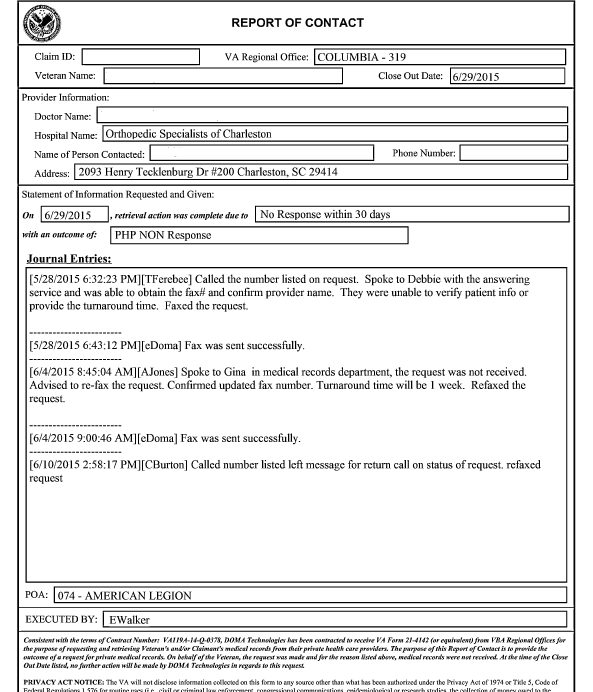 REPORT OF CONTACT
Claim ID:
VA Regional Office: COLUMBIA - 319
Veteran Name:
Close Out Date: 6/29/2015
Provider Information:
Doctor Name:
Hospital Name: Orthopedic Specialists of Charleston
Name of Person Contacted:
Phone Number:
Address: 2093 Henry Tecklenburg Dr #200 Charleston, SC 29414
Statement of Information Requested and Given:
On 6/29/2015 , retrieval action was complete due to No Response within 30 days
with an outcome of: PHP NON Response
Journal Entries:
[5/28/2015 6:32:23 PM][TFerebee] Called the number listed on request. Spoke to Debbie with the answering
service and was able to obtain the fax# and confirm provider name. They were unable to verify patient info or
provide the turnaround time. Faxed the request.
-----------------------
[5/28/2015 6:43:12 PM][eDoma] Fax was sent successfully.
-----------------------
[6/4/2015 8:45:04 AM][AJones] Spoke to Gina in medical records department, the request was not received.
Advised to re-fax the request. Confirmed updated fax number. Turnaround time will be 1 week. Refaxed the
request.
-----------------------
[6/4/2015 9:00:46 AM][eDoma] Fax was sent successfully.
-----------------------
[6/10/2015 2:58:17 PM][CBurton] Called number listed left message for return call on status of request. refaxed
request
POA: 074 - AMERICAN LEGION
EXECUTED BY: EWalker
Consistent with the terms of Contract Number: VA119A-14-Q-0378, DOMA Technologies has been contracted to receive VA Form 21-4142 (or equivalent) from VBA Regional Offices for
the purpose of requesting and retrieving Veteran's and/or Claimant's medical records from their private health care providers. The purpose of this Report of Contact is to provide the
outcome of a request for private medical records. On behalf of the Veteran, the request was made and for the reason listed above, medical records were not received. At the time of the Close
Out Date listed, no further action will be made by DOMA Technologies in regards to this request.
PRIVACY ACT NOTICE: The VA will not disclose information collected on this form to any source other than what has been authorized under the Privacy Act of 1974 or Title 5, Code of
Federal Regulations 1.576 for routine uses (i.e., civil or criminal law enforcement, congressional communications, epidemiological or research studies, the collection of money owed to the